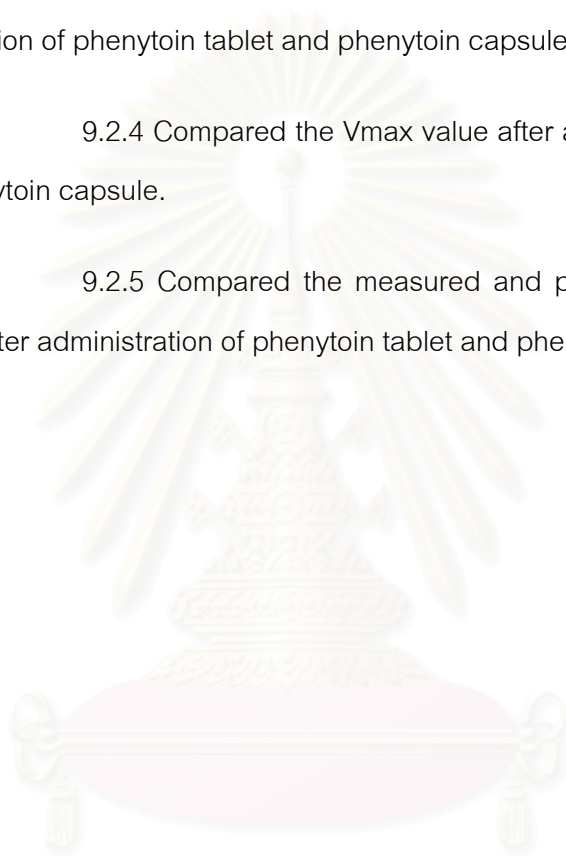 ion of phenytoin tablet and phenytoin capsule
9.2.4 Compared the Vmax value after a
ytoin capsule.
9.2.5 Compared the measured and p
ter administration of phenytoin tablet and phe